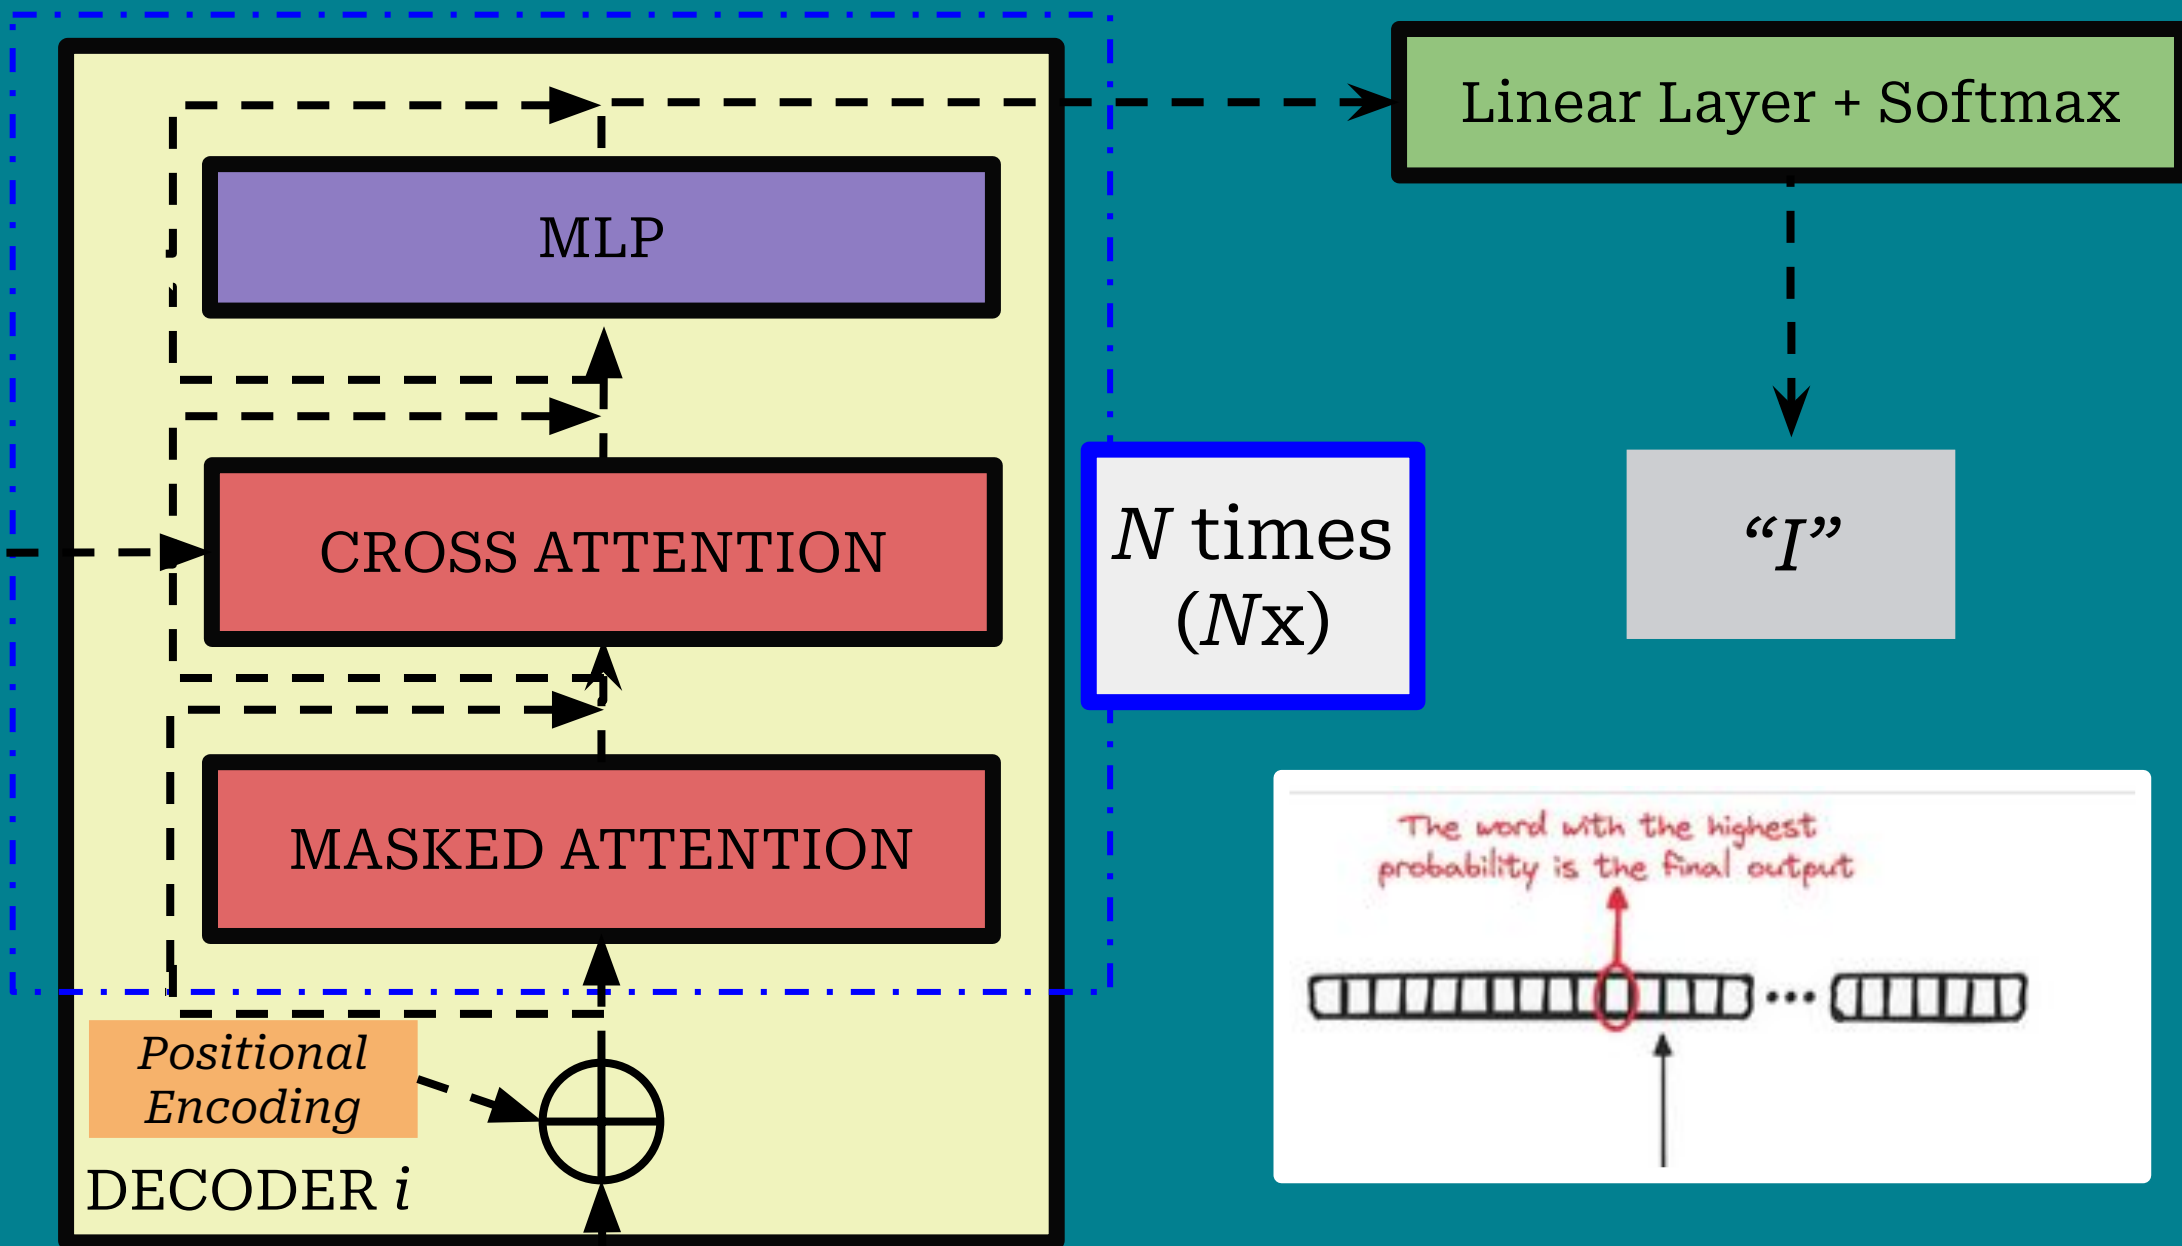 Linear Layer + Softmax
MLP
CROSS ATTENTION
N times
(Nx)
“I”
MASKED ATTENTION
The word with the highest
probability is the final output
Positional
Encoding
DECODER i